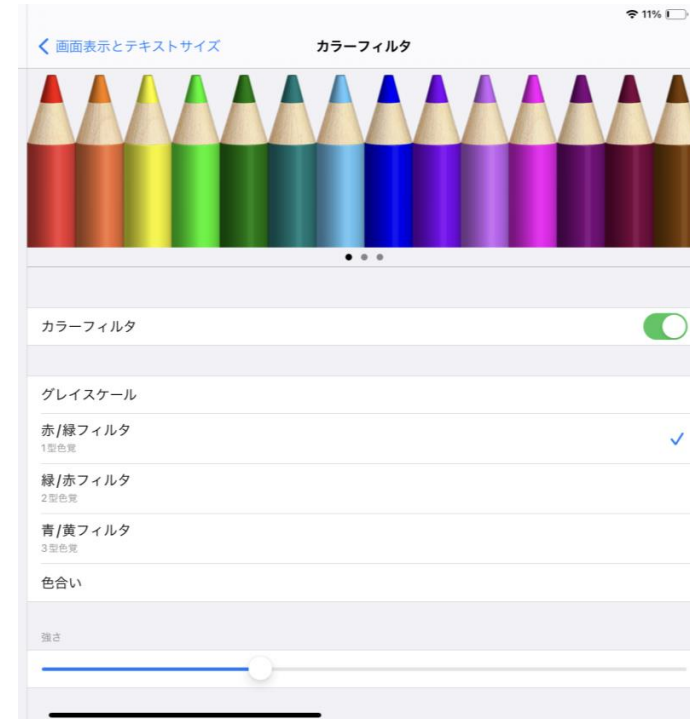 11%
画面表示とテキストサイズ
カラーフィルタ
カラーフィルタ
グレイスケール
赤/緑フィルタ
1型色覚
緑/赤フィルタ
2型色覚
青/黄フィルタ
3型色覚
色合い
強さ